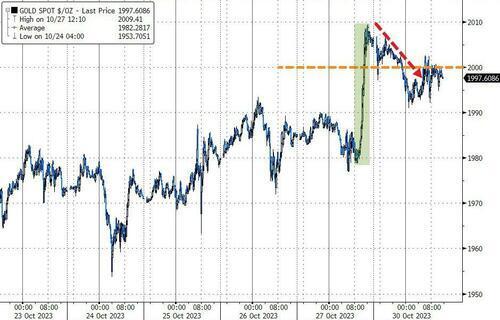 GOLD SPOT $/OZ - Last Price 1997.6086
High on 10/27 12:10 2009.41
Average 1982.2817
Low on 10/24 04:00 1953.7051
2010
2000
1997.6086
1990
1980
1970
1960
1950
00:00 08:00 00:00 08:00 00:00 08:00 00:00 08:00 00:00 08:00 00:00 08:00
23 Oct 2023 24 Oct 2023 25 Oct 2023 26 Oct 2023 27 Oct 2023 30 Oct 2023